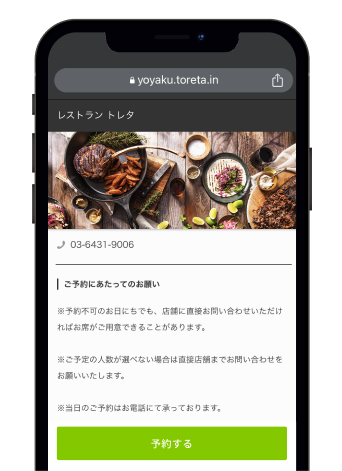 yoyaku.toreta.in
レストラン トレタ
03-6431-9006
ご予約にあたってのお願い
※予約不可のお日にちでも、店舗に直接お問い合わせいただけ
ればお席がご用意できることがあります。
※ご予定の人数が選べない場合は直接店舗までお問い合わせを
お願いいたします。
※当日のご予約はお電話にて承っております。
予約する